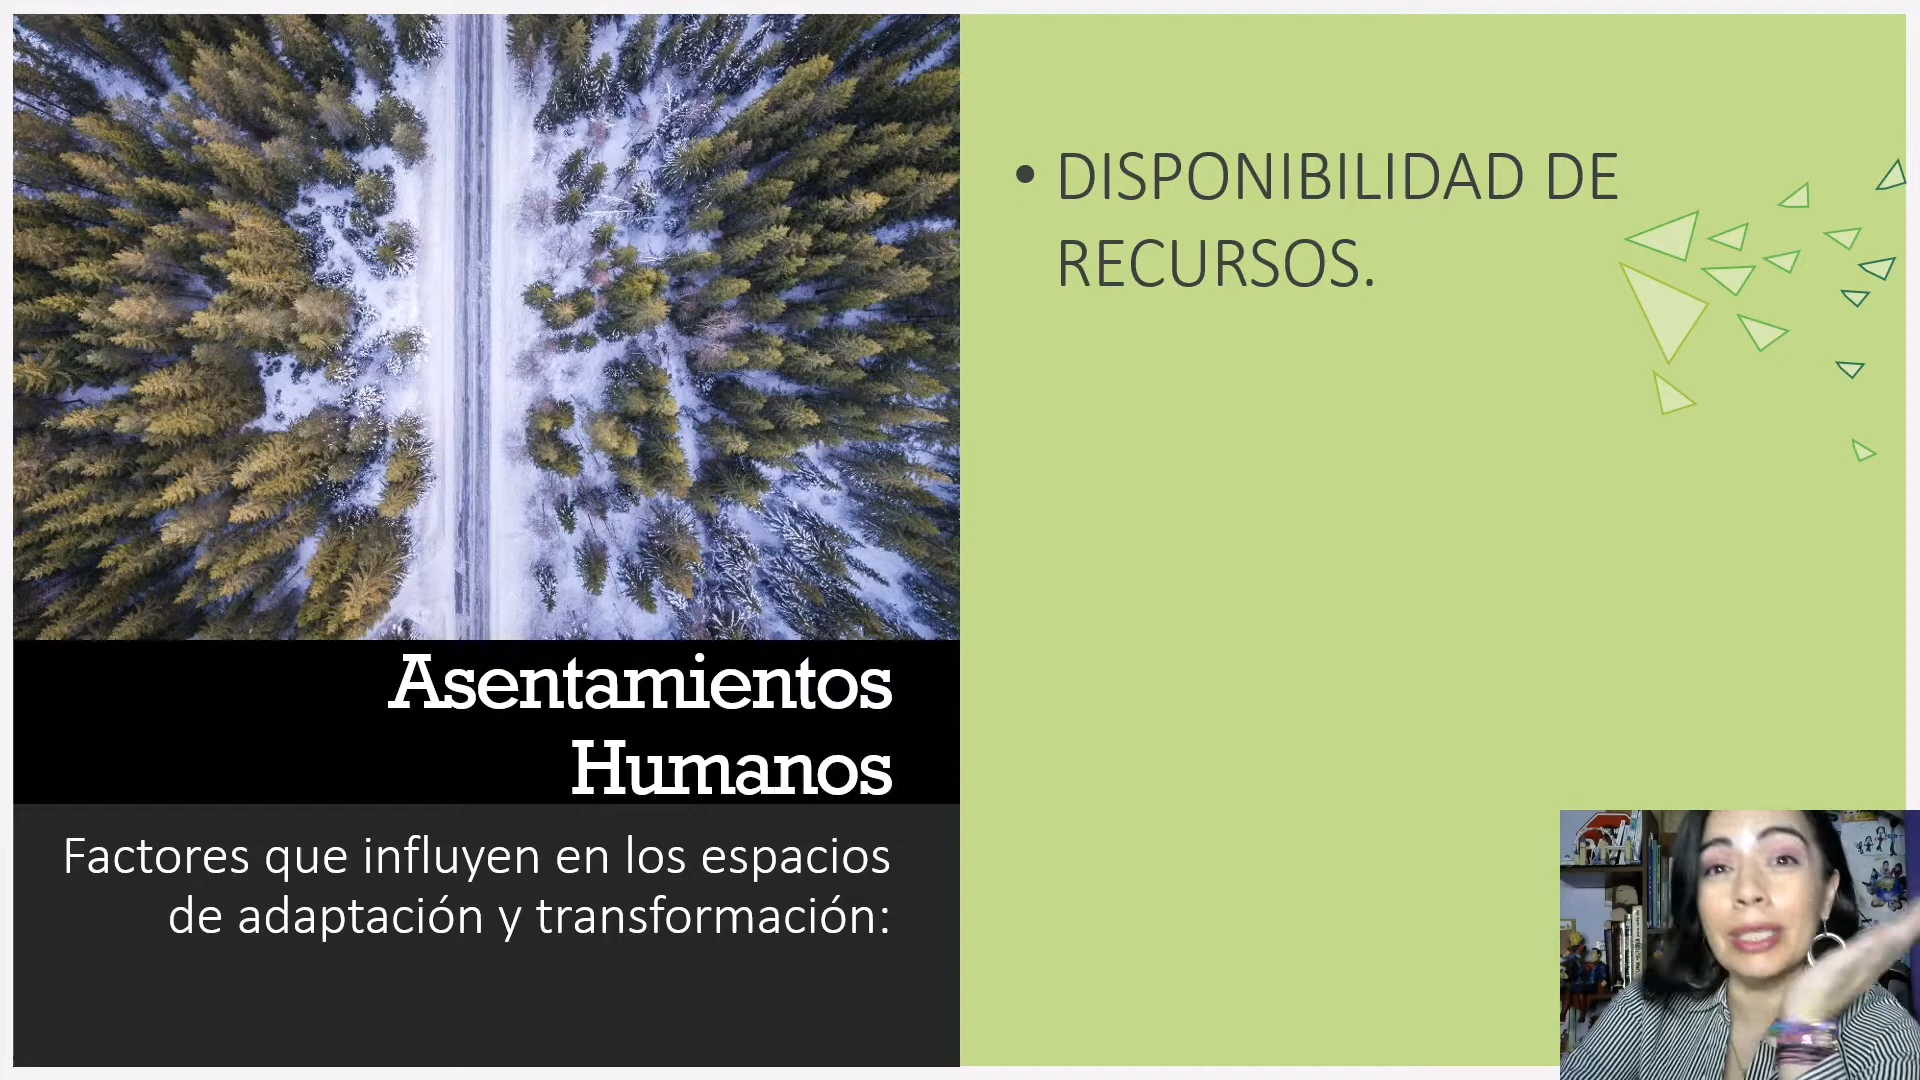 Asentamientos
Humanos
Factores que influyen en los espacios
de adaptación y transformación:
• DISPONIBILIDAD DE
RECURSOS.